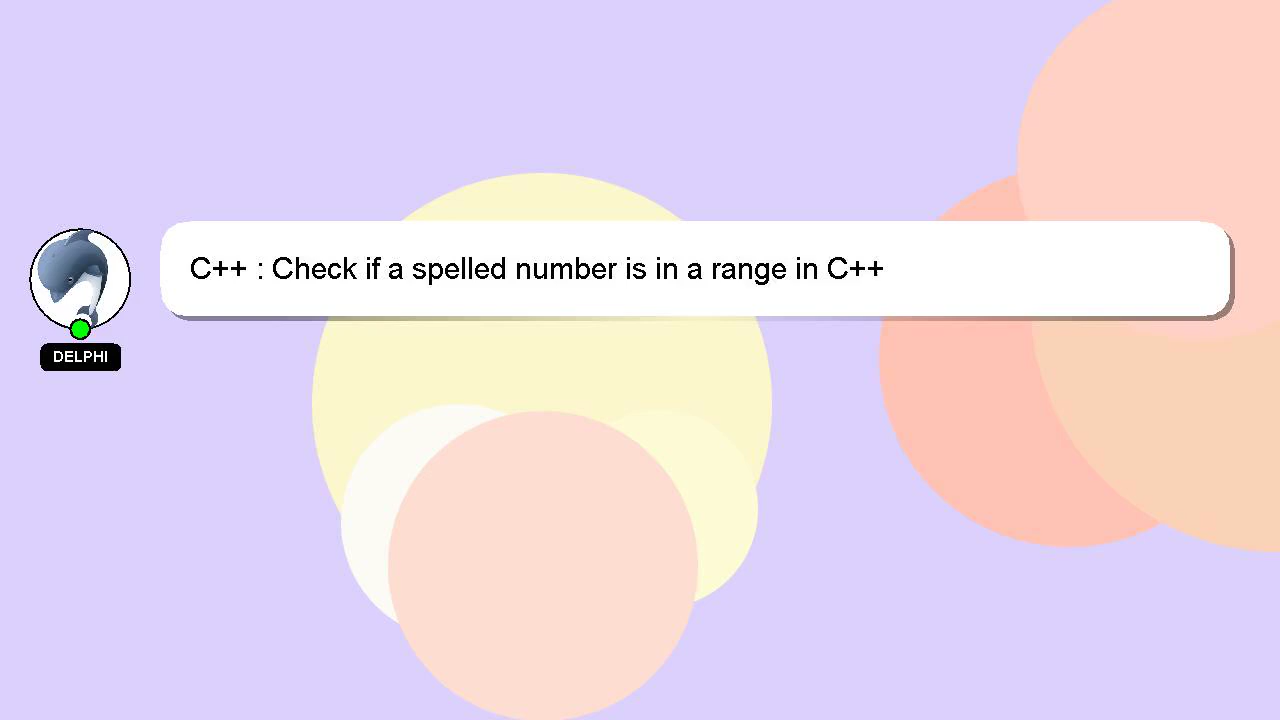 C++ : Check if a spelled number is in a range in C++
DELPHI